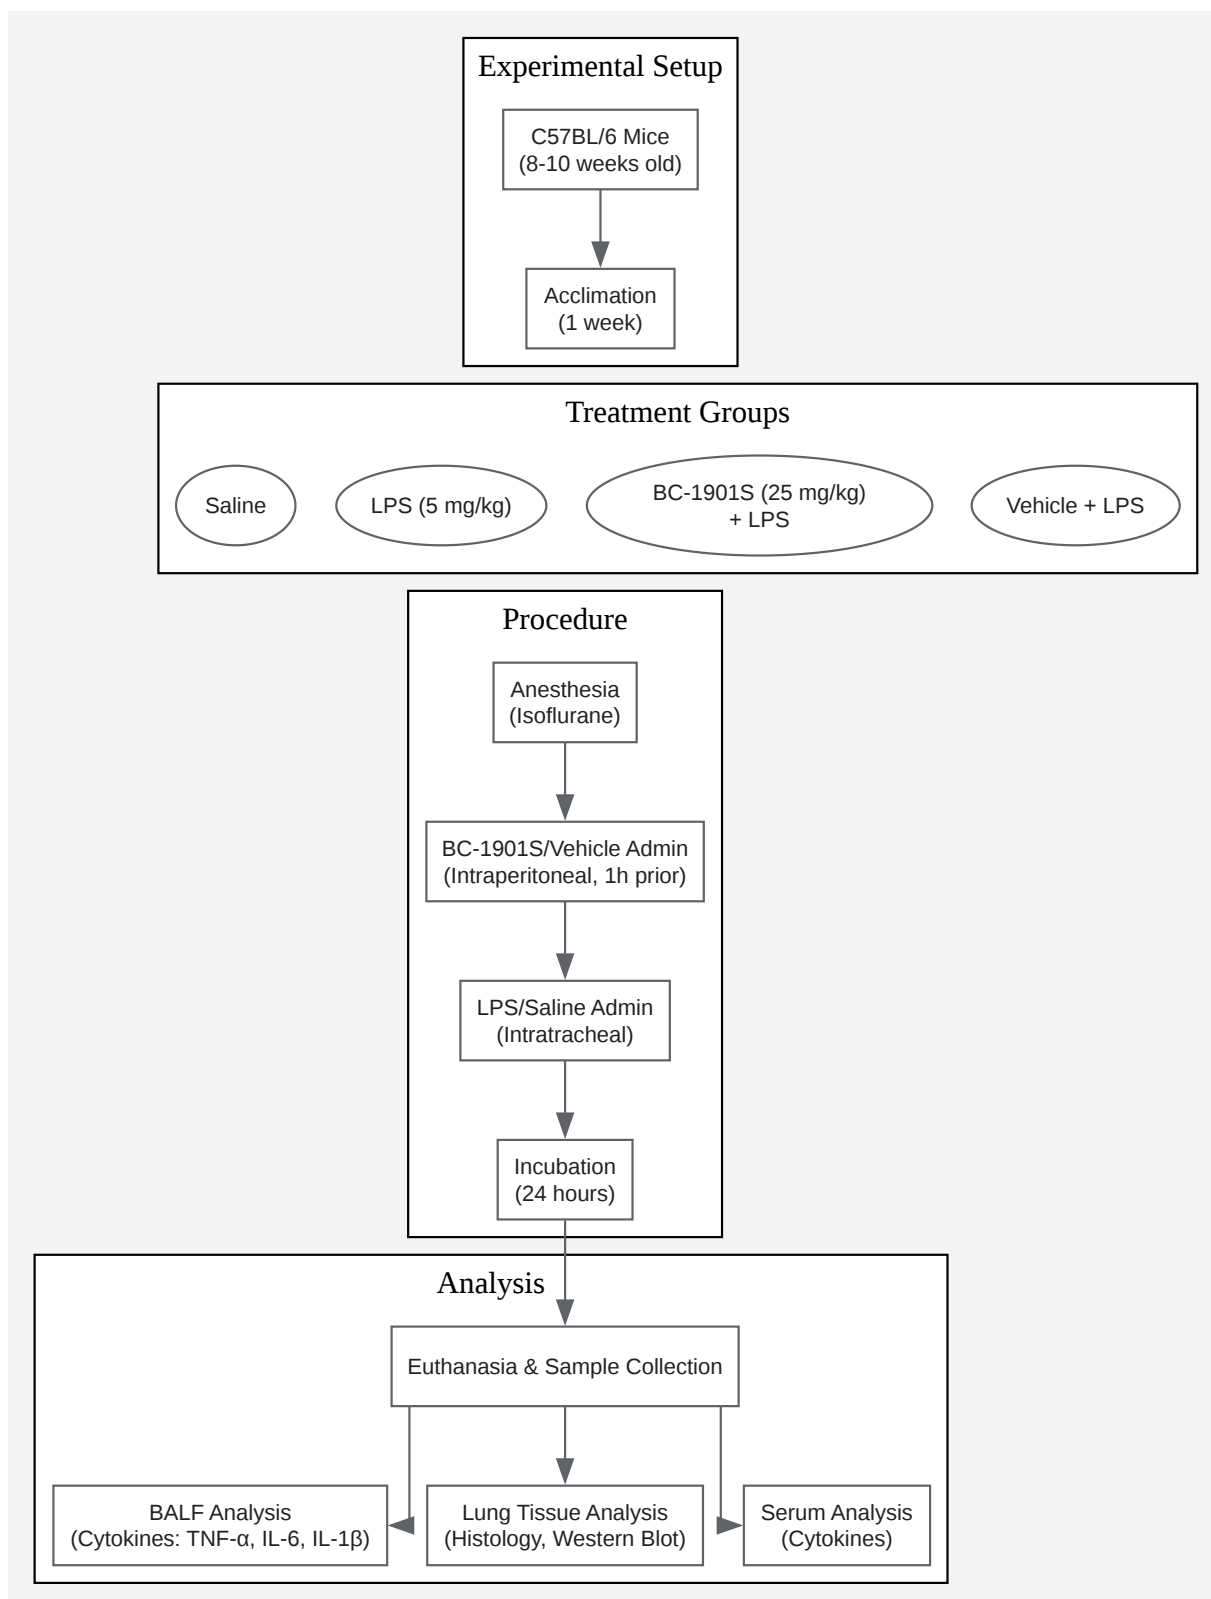 Experimental Setup
C57BL/6 Mice
(8-10 weeks old)
Acclimation
(1 week)
Treatment Groups
Saline
LPS (5 mg/kg)
BC-1901S (25 mg/kg)
+ LPS
Vehicle + LPS
Procedure
Anesthesia
(Isoflurane)
BC-1901S/Vehicle Admin
(Intraperitoneal, 1h prior)
LPS/Saline Admin
(Intratracheal)
Incubation
(24 hours)
Analysis
Euthanasia & Sample Collection
BALF Analysis
(Cytokines: TNF-α, IL-6, IL-1β)
Lung Tissue Analysis
(Histology, Western Blot)
Serum Analysis
(Cytokines)